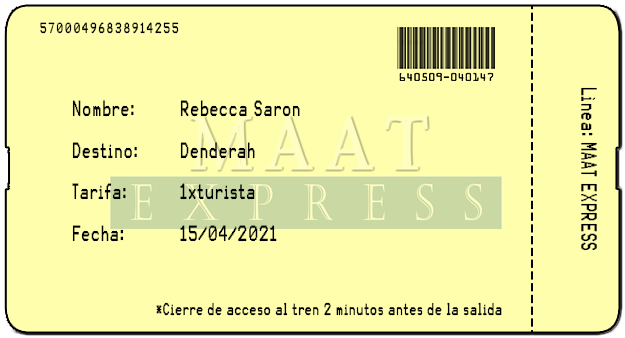 57000496838914255
640509-040147
Nombre: Rebecca Saron
Destino: Denderah
Tarifa: 1xturista
Fecha: 15/04/2021
MAAT
EXPRESS
*Cierre de acceso al tren 2 minutos antes de la salida
Línea: MAAT EXPRESS